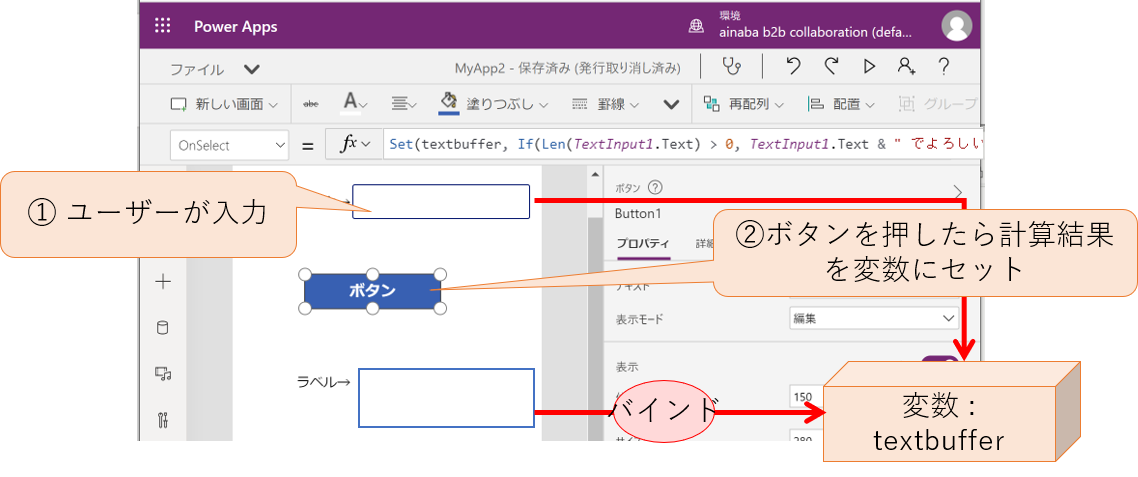 Power Apps
環境
ainaba b2b collaboration (defa...
ファイル
MyApp2 - 保存済み (発行取り消し済み)
?
新しい画面
abc
A
塗りつぶし
罫線
再配列
配置
グループ
OnSelect
=
fx
Set(textbuffer, If(Len(TextInput1.Text) > 0, TextInput1.Text & " でよろしい
① ユーザーが入力
→
ボタン
?
Button1
プロパティ
詳細
②ボタンを押したら計算結果
を変数にセット
ボタン
テキスト
表示モード
編集
表示
ラベル→
150
バインド
変数：
textbuffer
サイズ
280